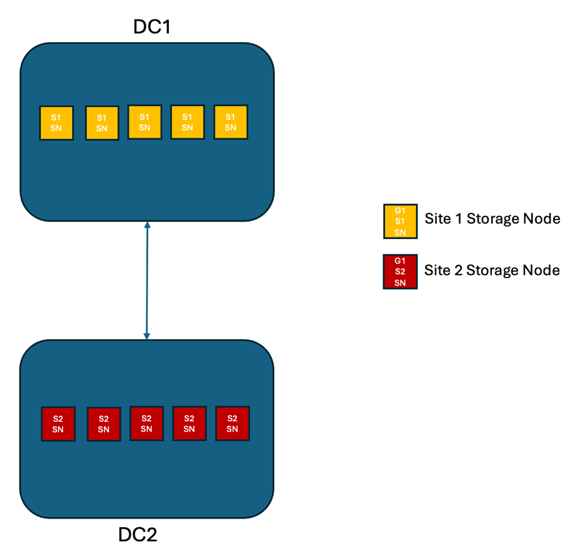 DC1
S1 S1 S1 S1 S1
SN SN SN SN SN
G1
S1
SN
Site 1 Storage Node
G1
S2
SN
Site 2 Storage Node
S2 S2 S2 S2 S2
SN SN SN SN SN
DC2